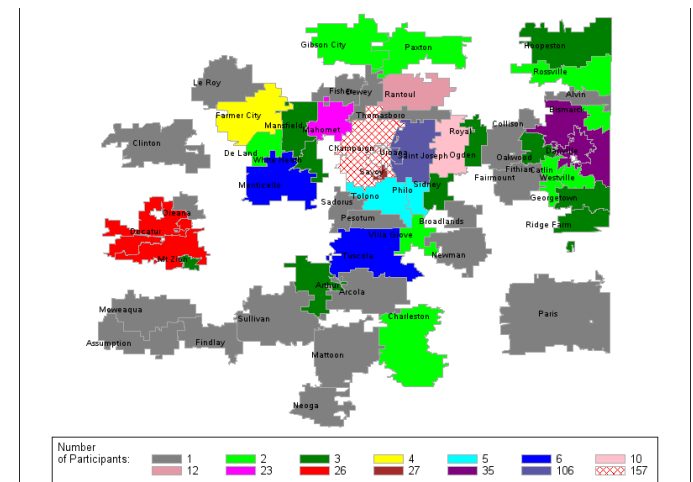 Gibson City
Paxton
Hoopeston
Rossville
Le Roy
Fisher
Dewey
Rantoul
Alvin
Bismarck
Farmer City
Thomasboro
Mansfield
Mahomet
Collison
Royal
Clinton
Champaign
Urbana
Saint Joseph
Ogden
Oakwood
Danville
De Land
White Heath
Fithian
Catlin
Savoy
Fairmount
Westville
Monticello
Sidney
Philo
Tolono
Georgetown
Sadorus
Oreana
Pesotum
Broadlands
Ridge Farm
Decatur
Villa Grove
Tuscola
Newman
Mt Zion
Arthur
Arcola
Moweaqua
Sullivan
Charleston
Paris
Assumption
Findlay
Mattoon
Neoga
Number
of Participants:
1 2 3 4 5 6 10
12 23 26 27 35 106 157